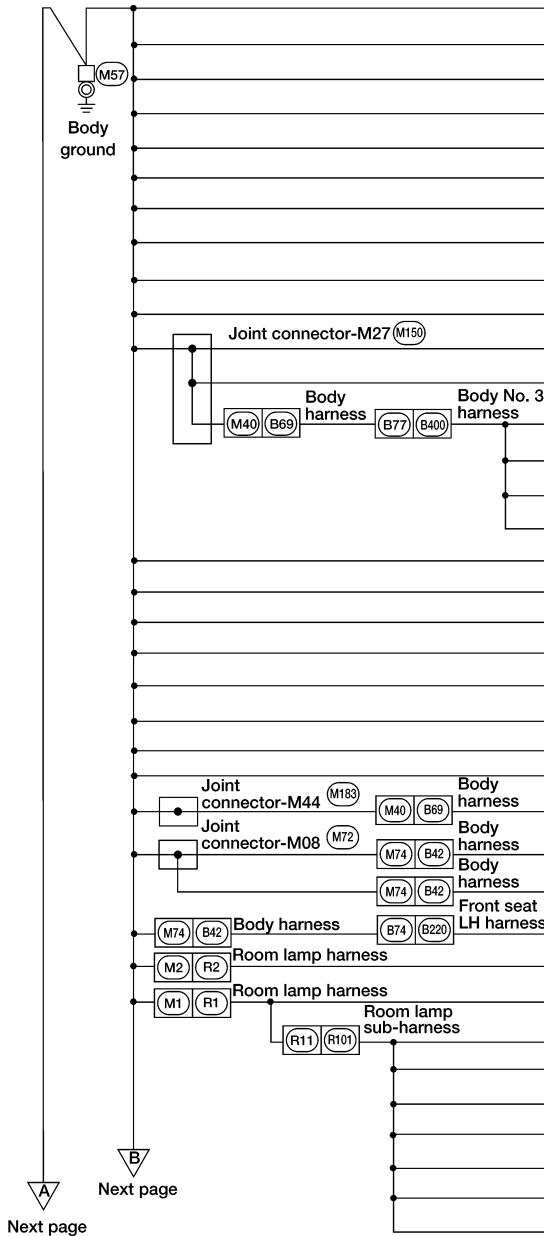 M57
Body
ground
Joint connector-M27 M150
Body
harness
Body No. 3
harness
M40 B69
B77 B400
Joint
connector-M44 M183
Body
harness
M40 B69
Joint
connector-M08 M72
Body
harness
M74 B42
Body
harness
M74 B42
Front seat
LH harness
M74 B42 Body harness B74 B220
M2 R2 Room lamp harness
M1 R1 Room lamp harness
Room lamp
sub-harness
R11 R101
B
Next page
A
Next page